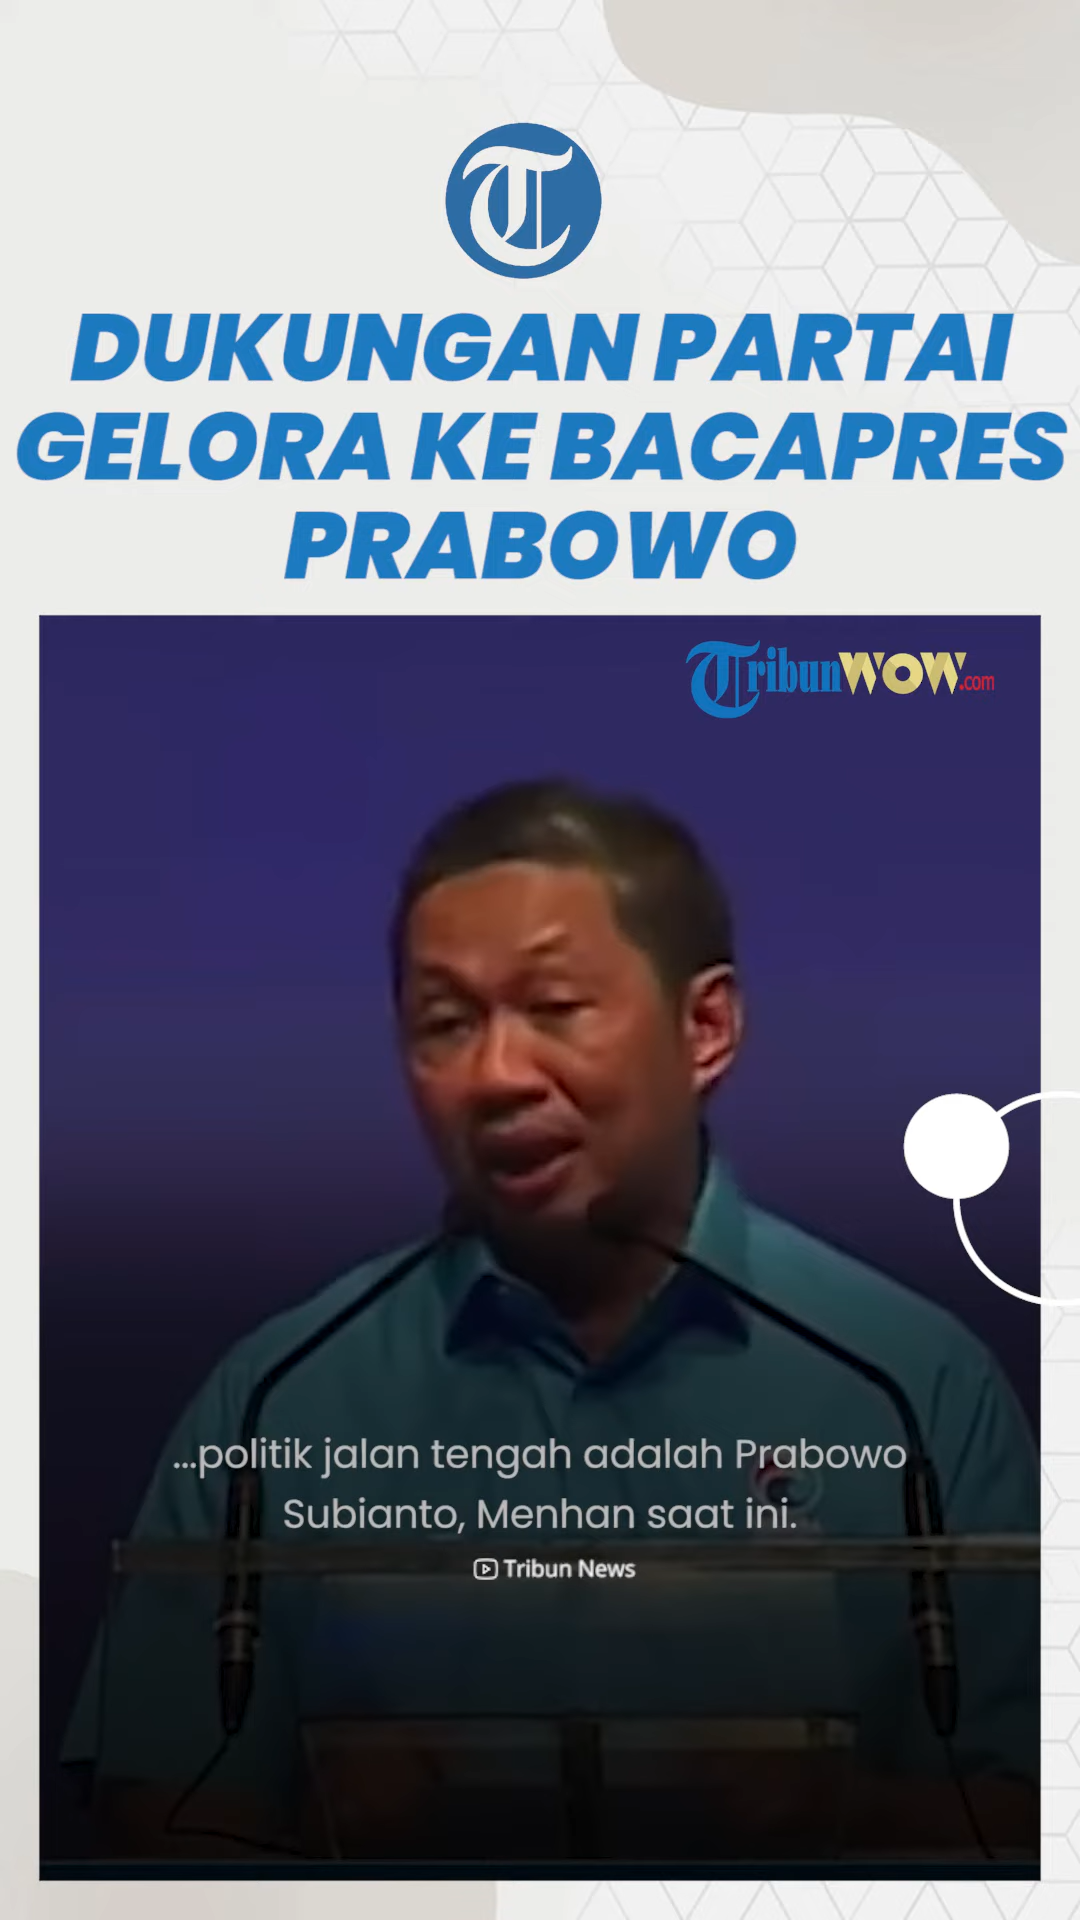 DUKUNGAN PARTAI
GELORA KE BACAPRES
PRABOWO
TribunWOW.com
...politik jalan tengah adalah Prabowo
Subianto, Menhan saat ini.
Tribun News